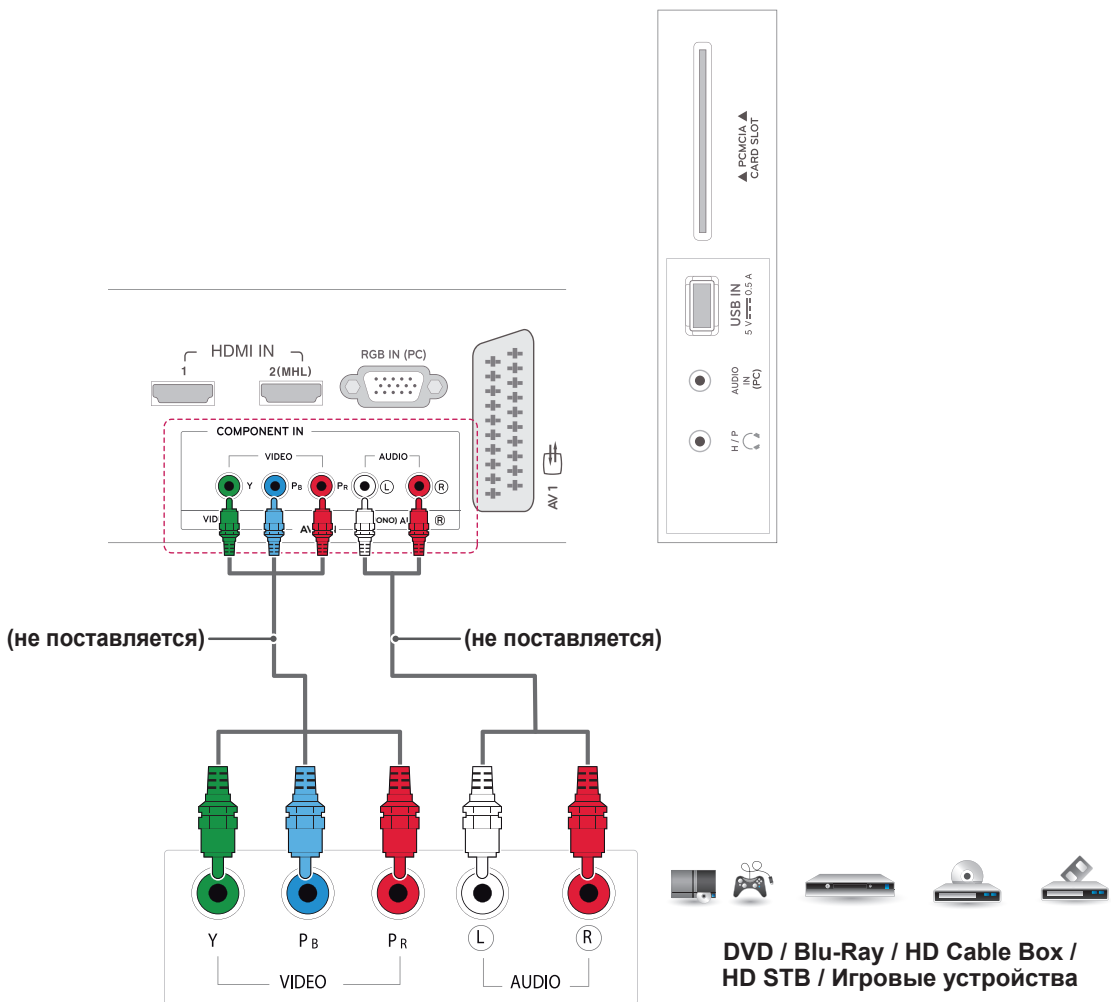 ▲ PCMCIA ▲
CARD SLOT
USB IN
5 V 0.5 A
AUDIO
IN
(PC)
H / P
HDMI IN
1
2(MHL)
RGB IN (PC)
AV 1
COMPONENT IN
VIDEO
AUDIO
Y
PB
PR
L
R
R
(не поставляется)
(не поставляется)
Y
PB
PR
L
R
VIDEO
AUDIO
DVD / Blu-Ray / HD Cable Box /
HD STB / Игровые устройства